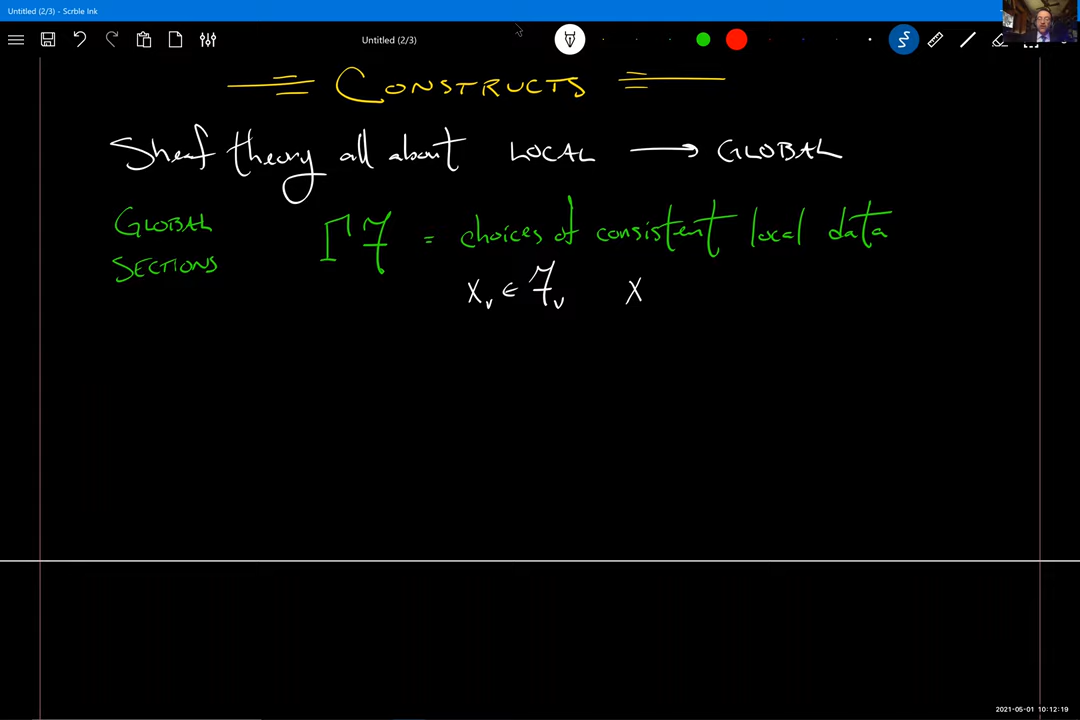 Untitled (2/3) - Scrble Ink
Untitled (2/3)
CONSTRUCTS
Sheaf theory all about LOCAL → GLOBAL
GLOBAL SECTIONS
Γℱ = choices of consistent local data
x_v ∈ ℱ_v x
2021-05-01 10:12:19